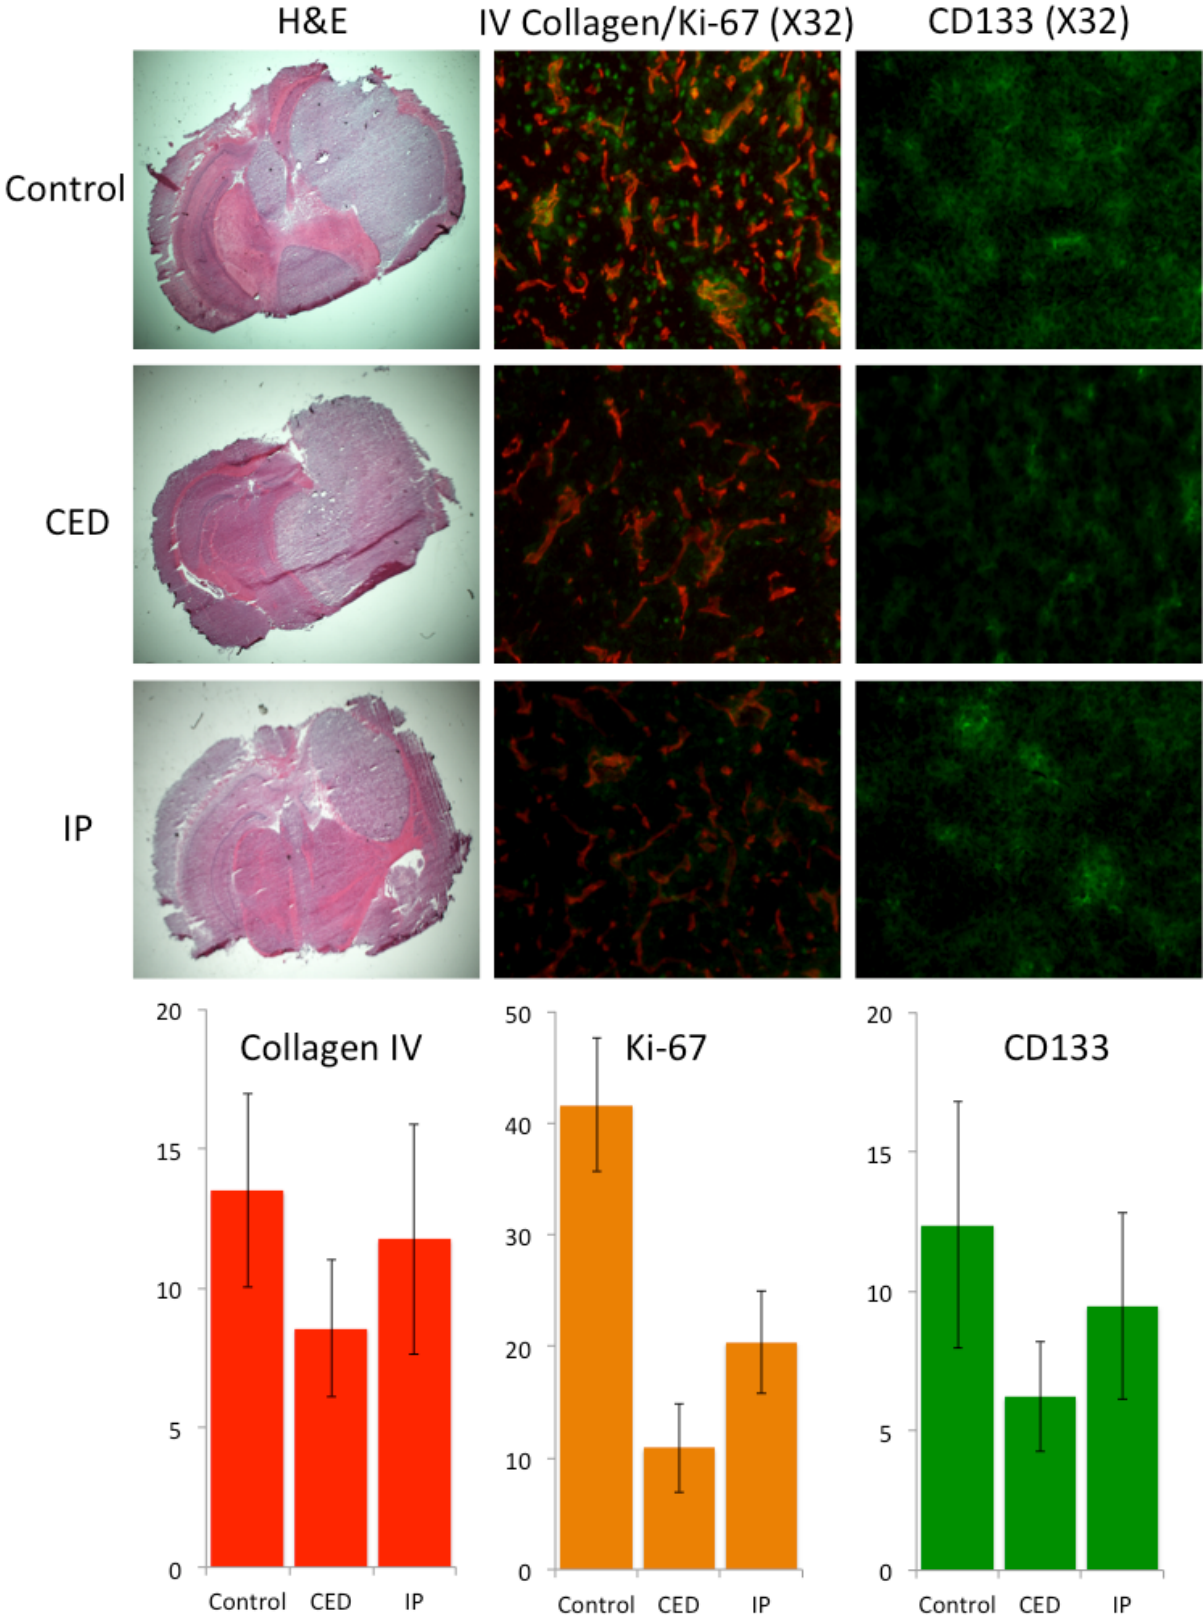 H&E IV Collagen/Ki-67 (X32) CD133 (X32)
Control
CED
IP
Collagen IV
20
15
10
5
0
Control CED IP
Ki-67
50
40
30
20
10
0
Control CED IP
CD133
20
15
10
5
0
Control CED IP